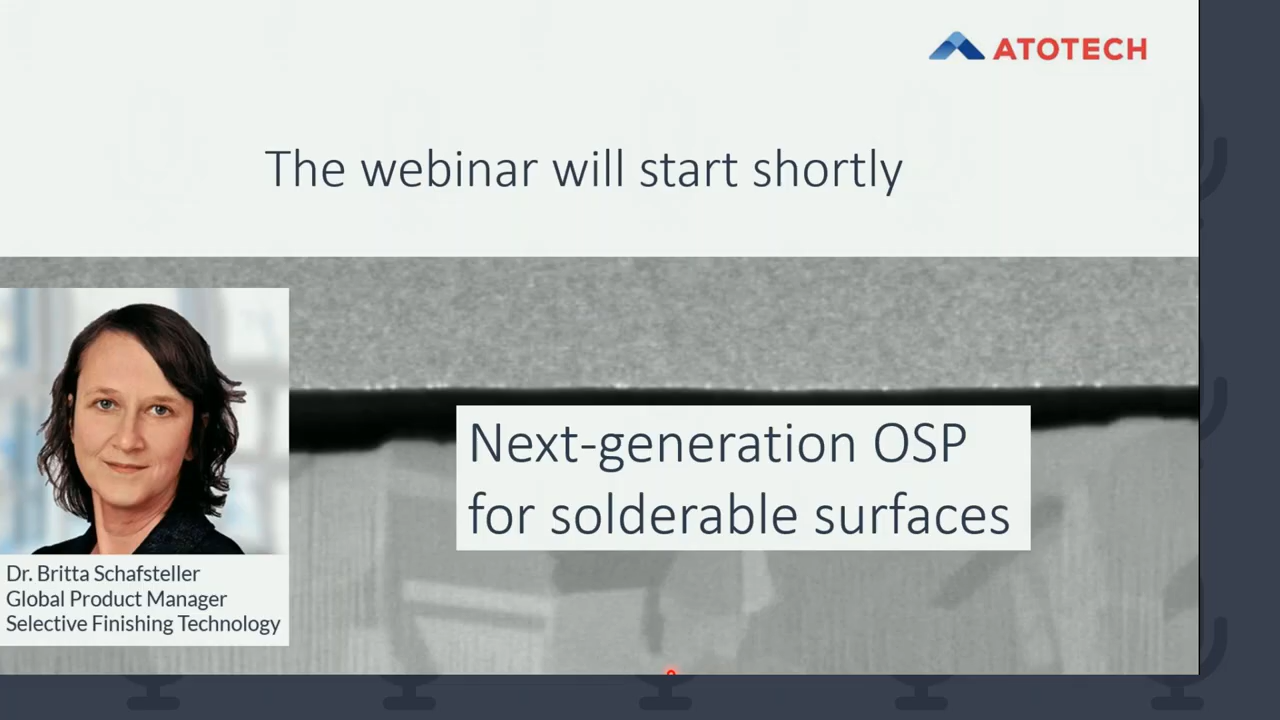 ATOTECH
The webinar will start shortly
Next-generation OSP
for solderable surfaces
Dr. Britta Schafsteller
Global Product Manager
Selective Finishing Technology